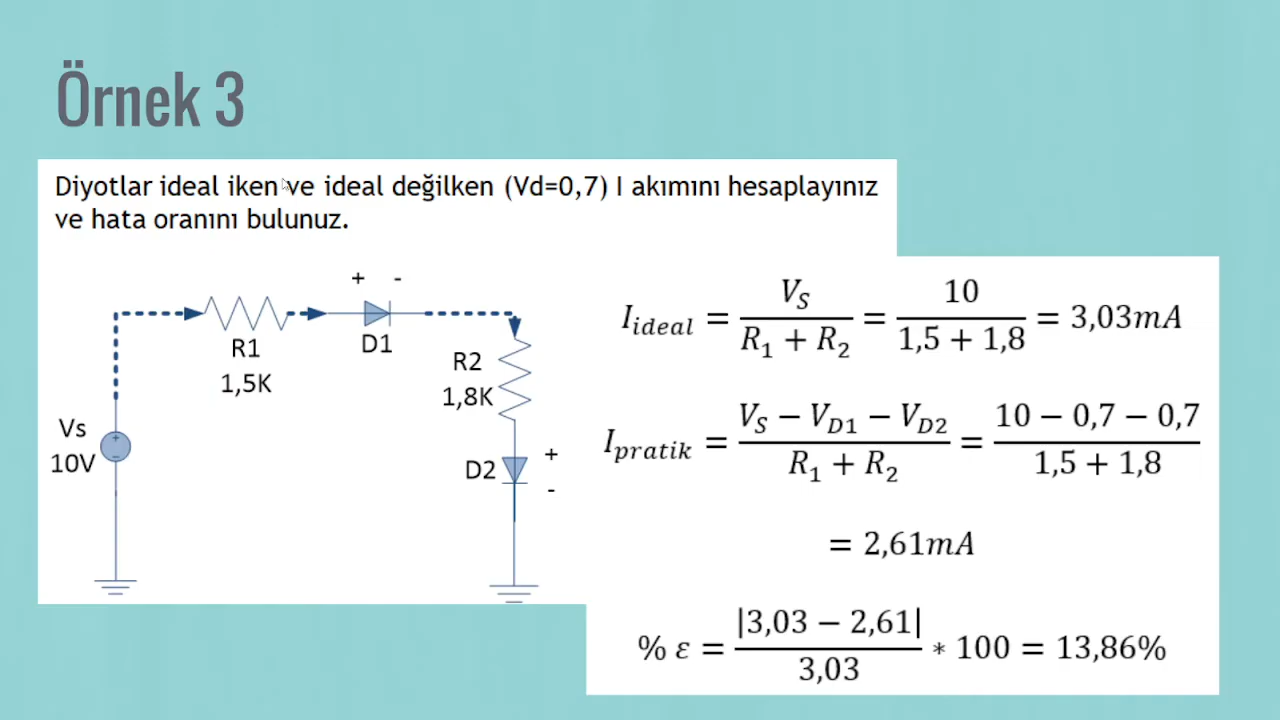 Örnek 3
Diyotlar ideal iken ve ideal değilken (Vd=0,7) I akımını hesaplayınız
ve hata oranını bulunuz.
+ -
R1
1,5K
D1
R2
1,8K
Vs
10V
+
-
D2
+
-
I_ideal = V_S / (R_1 + R_2) = 10 / (1,5 + 1,8) = 3,03mA
I_pratik = (V_S − V_D1 − V_D2) / (R_1 + R_2) = (10 − 0,7 − 0,7) / (1,5 + 1,8)
= 2,61mA
% ε = |3,03 − 2,61| / 3,03 * 100 = 13,86%